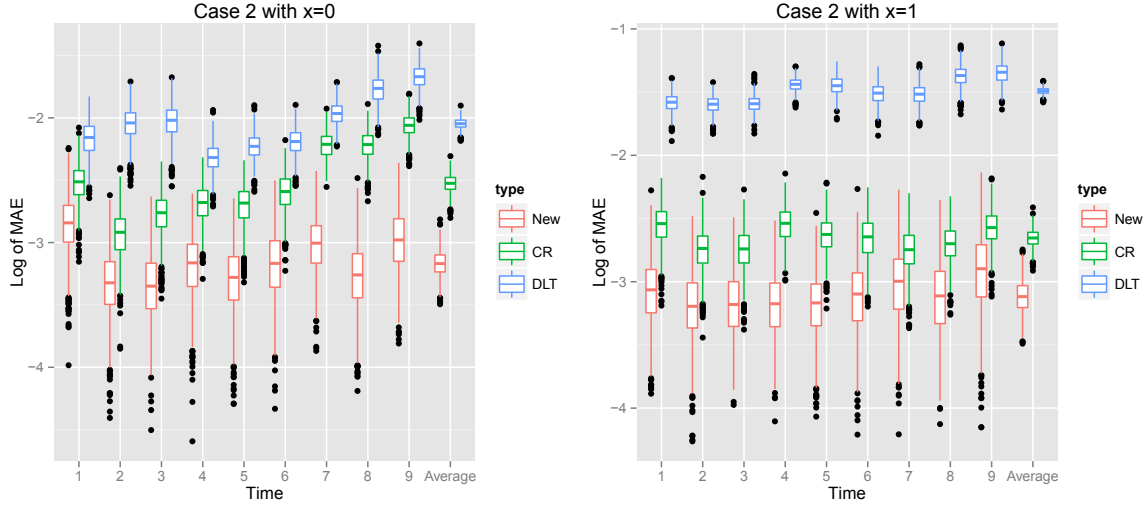 Case 2 with x=0
Log of MAE
−2
−3
−4
1 2 3 4 5 6 7 8 9 Average
Time
type
New
CR
DLT
Case 2 with x=1
Log of MAE
−1
−2
−3
−4
1 2 3 4 5 6 7 8 9 Average
Time
type
New
CR
DLT